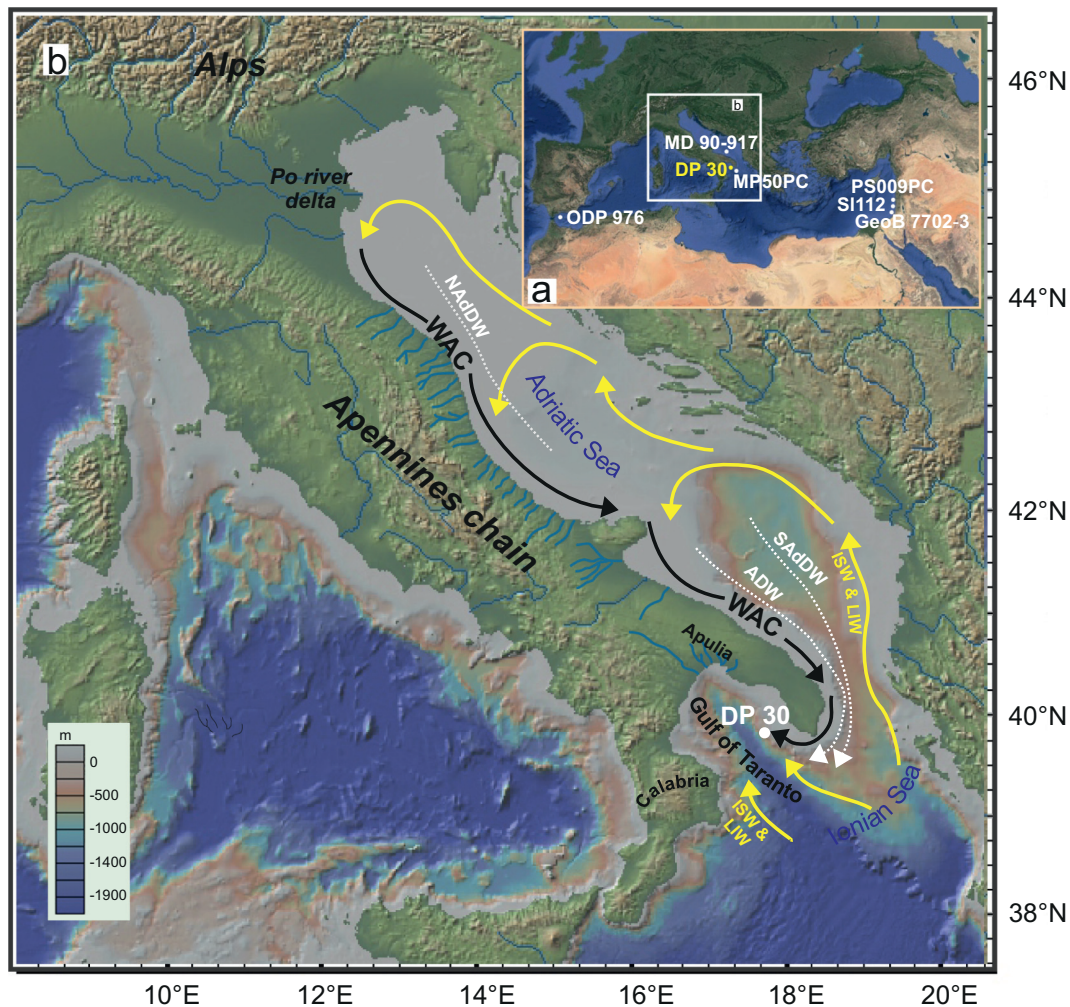 b
Alps
Po river
delta
NAdDW
WAC
Adriatic Sea
Apennines chain
SAdDW
ADW
WAC
ISW & LIW
Apulia
DP 30
Gulf of Taranto
Calabria
ISW &
LIW
Ionian Sea
m
0
-500
-1000
-1400
-1900
b
MD 90-917
DP 30
MP50PC
PS009PC
SI112
GeoB 7702-3
ODP 976
a
46°N
44°N
42°N
40°N
38°N
10°E
12°E
14°E
16°E
18°E
20°E